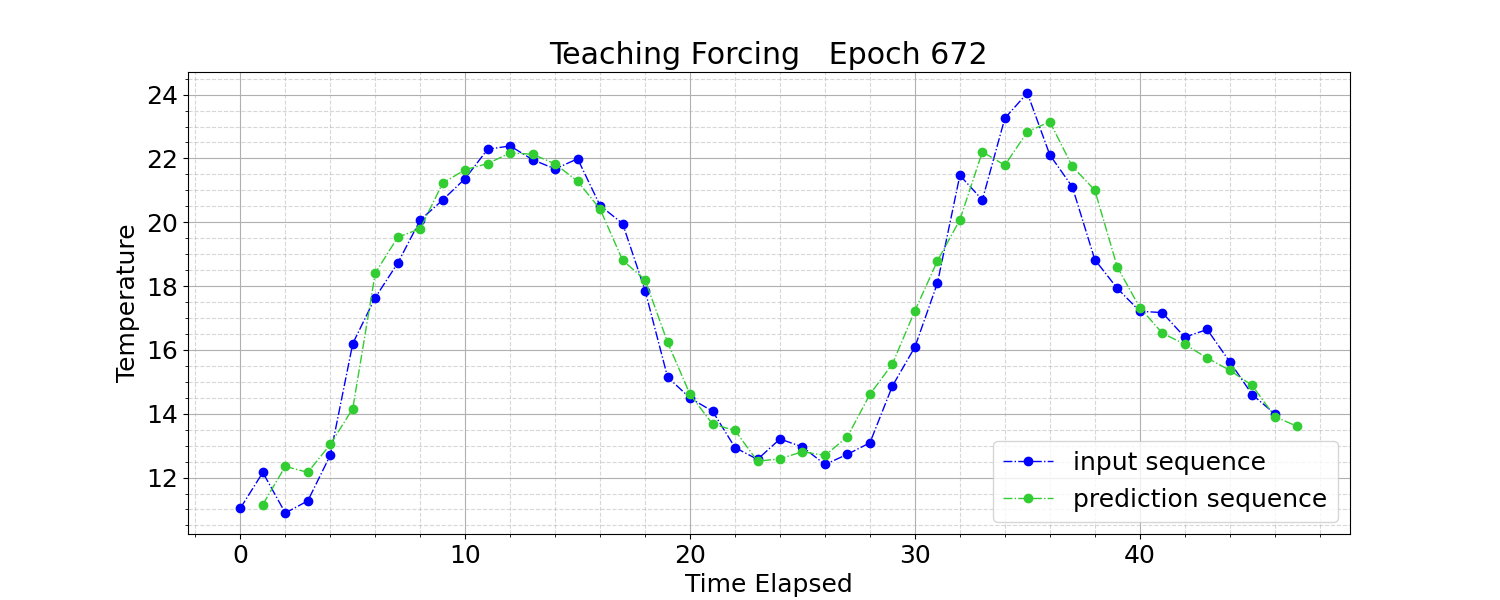 Teaching Forcing   Epoch 672
24
22
20
18
16
14
12
Temperature
0 10 20 30 40
Time Elapsed
input sequence
prediction sequence